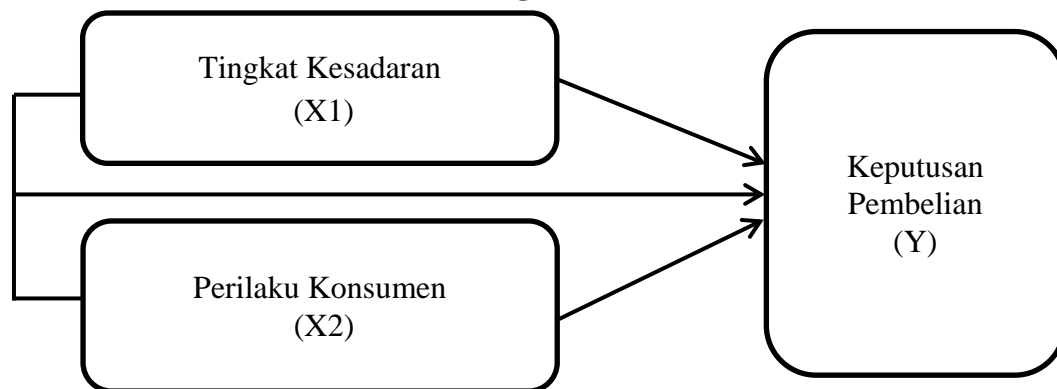 Tingkat Kesadaran
(X1)
Keputusan
Pembelian
(Y)
Perilaku Konsumen
(X2)